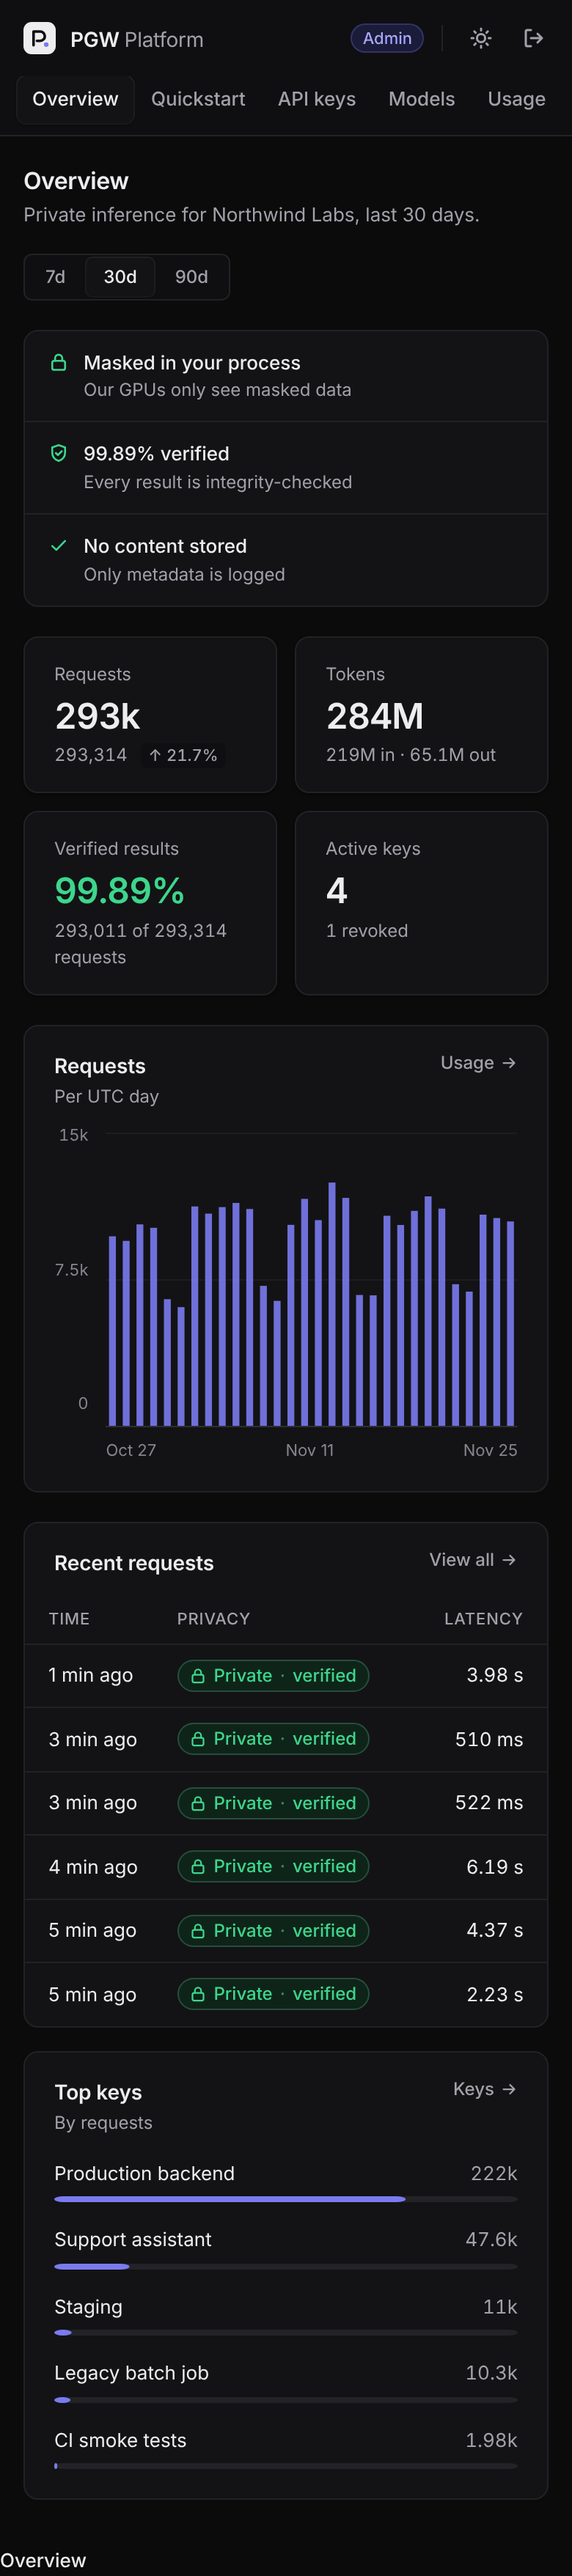 P. PGW Platform Admin
Overview Quickstart API keys Models Usage
Overview
Private inference for Northwind Labs, last 30 days.
7d 30d 90d
Masked in your process
Our GPUs only see masked data
99.89% verified
Every result is integrity-checked
No content stored
Only metadata is logged
Requests
293k
293,314 ↑ 21.7%
Tokens
284M
219M in · 65.1M out
Verified results
99.89%
293,011 of 293,314
requests
Active keys
4
1 revoked
Requests Usage →
Per UTC day
15k
7.5k
0
Oct 27 Nov 11 Nov 25
Recent requests View all →
TIME PRIVACY LATENCY
1 min ago Private · verified 3.98 s
3 min ago Private · verified 510 ms
3 min ago Private · verified 522 ms
4 min ago Private · verified 6.19 s
5 min ago Private · verified 4.37 s
5 min ago Private · verified 2.23 s
Top keys Keys →
By requests
Production backend 222k
Support assistant 47.6k
Staging 11k
Legacy batch job 10.3k
CI smoke tests 1.98k
Overview